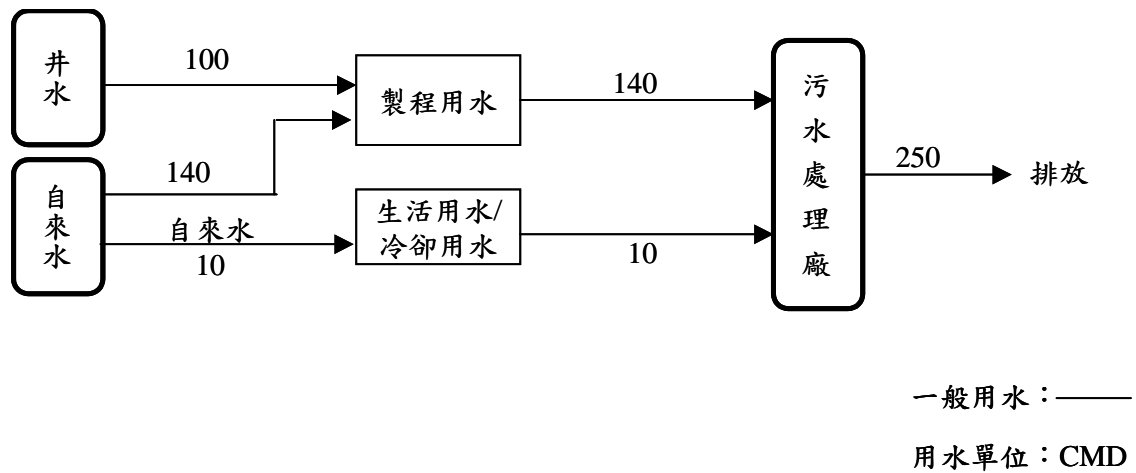 井水
100
製程用水
140
污水處理廠
250
排放
自來水
140
自來水
10
生活用水/
冷卻用水
10
一般用水：
用水單位：CMD